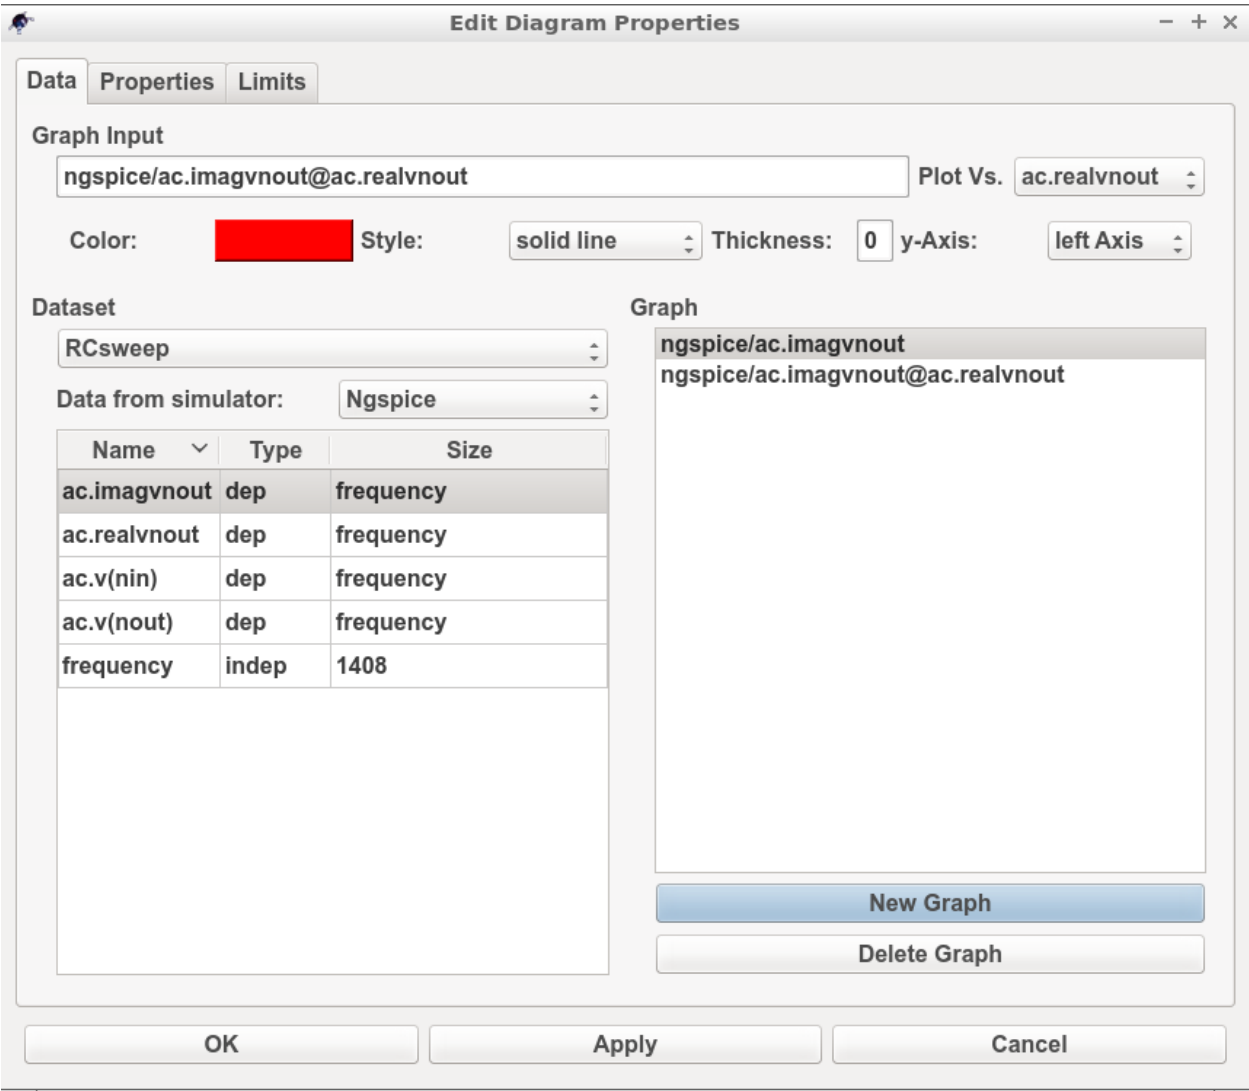 Edit Diagram Properties
Data Properties Limits
Graph Input
ngspice/ac.imagvnout@ac.realvnout Plot Vs. ac.realvnout
Color: Style: solid line Thickness: 0 y-Axis: left Axis
Dataset
RCsweep
Data from simulator: Ngspice
Name Type Size
ac.imagvnout dep frequency
ac.realvnout dep frequency
ac.v(nin) dep frequency
ac.v(nout) dep frequency
frequency indep 1408
Graph
ngspice/ac.imagvnout
ngspice/ac.imagvnout@ac.realvnout
New Graph
Delete Graph
OK Apply Cancel